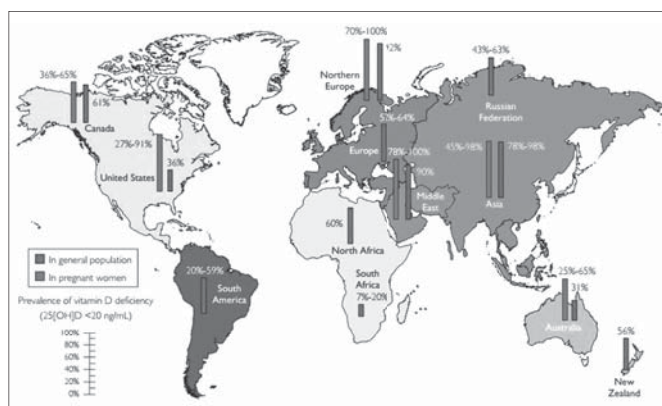 70%-100%
92%
Northern
Europe
43%-63%
Russian
Federation
36%-65%
61%
Canada
57%-64%
Europe
78%-100%
90%
Middle
East
45%-98%
78%-98%
Asia
27%-91%
36%
United States
60%
North Africa
South
Africa
7%-20%
In general population
In pregnant women
20%-59%
South
America
Prevalence of vitamin D deficiency
(25[OH]D <20 ng/mL)
100%
80%
60%
40%
20%
0%
25%-65%
31%
Australia
56%
New
Zealand